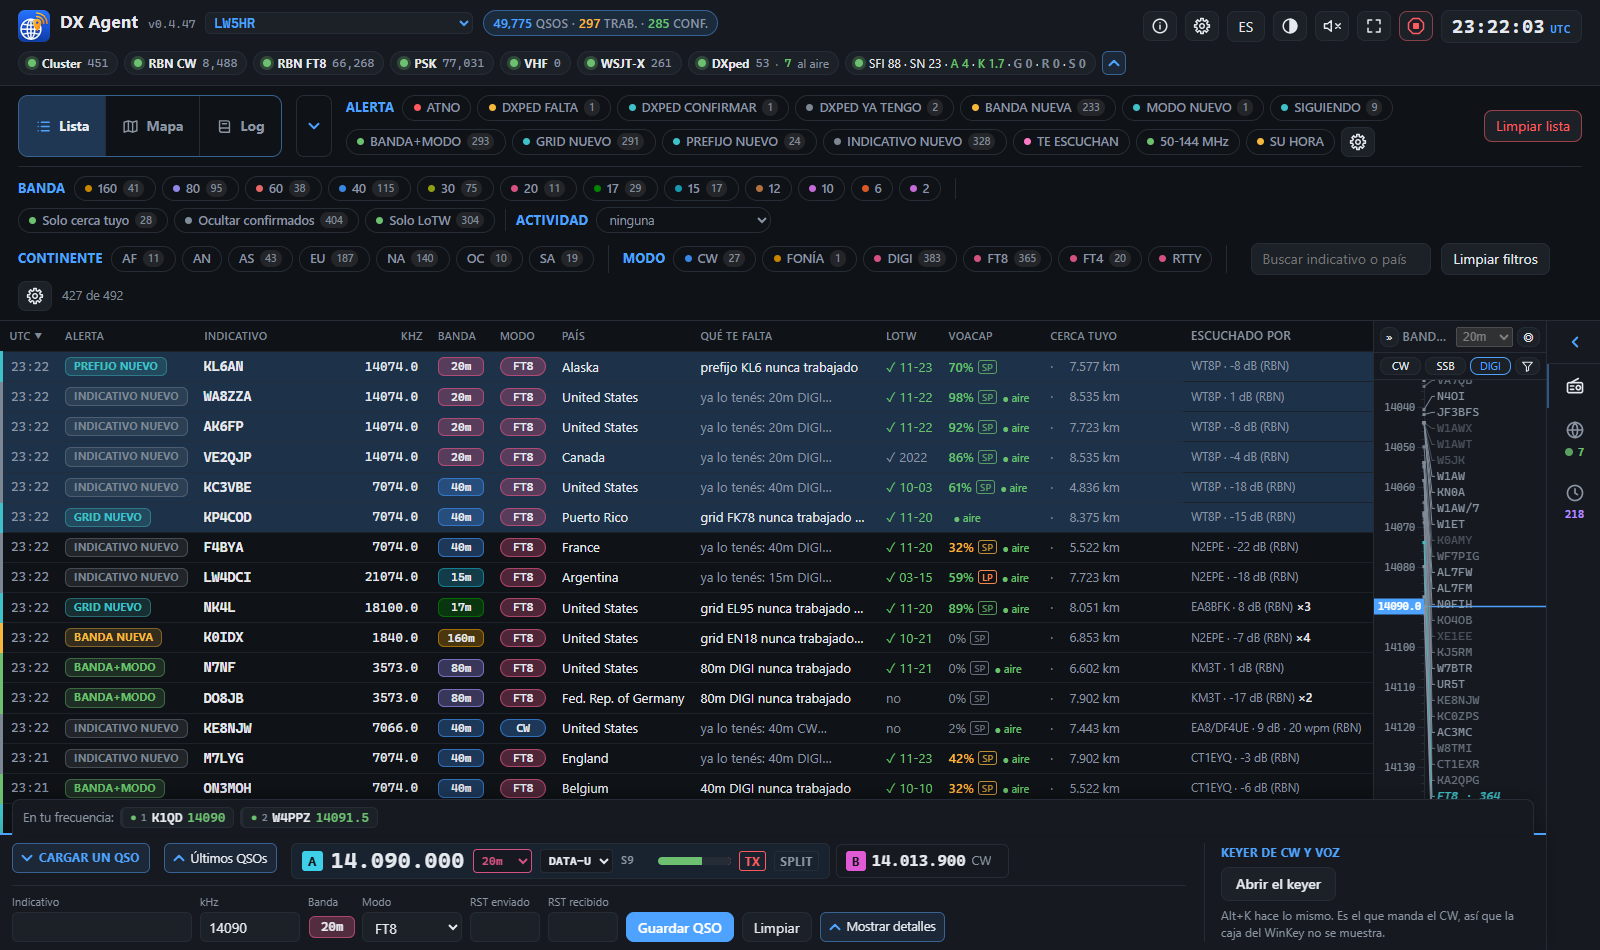 DX Agent v0.4.47 LW5HR 49,775 QSOS · 297 TRAB. · 285 CONF. ES 23:22:03 UTC
Cluster 451 RBN CW 8,488 RBN FT8 66,268 PSK 77,031 VHF 0 WSJT-X 261 DXped 53 · 7 al aire SFI 88 · SN 23 · A 4 · K 1.7 · G 0 · R 0 · S 0
Lista Mapa Log
ALERTA ATNO DXPED FALTA 1 DXPED CONFIRMAR 1 DXPED YA TENGO 2 BANDA NUEVA 233 MODO NUEVO 1 SIGUIENDO 9
BANDA+MODO 293 GRID NUEVO 291 PREFIJO NUEVO 24 INDICATIVO NUEVO 328 TE ESCUCHAN 50-144 MHz SU HORA
Limpiar lista
BANDA 160 41 80 95 60 38 40 115 30 75 20 11 17 29 15 17 12 10 6 2
Solo cerca tuyo 28 Ocultar confirmados 404 Solo LoTW 304 ACTIVIDAD ninguna
CONTINENTE AF 11 AN AS 43 EU 187 NA 140 OC 10 SA 19 MODO CW 27 FONÍA 1 DIGI 383 FT8 365 FT4 20 RTTY Buscar indicativo o país Limpiar filtros
427 de 492
UTC ▼ ALERTA INDICATIVO KHZ BANDA MODO PAÍS QUÉ TE FALTA LOTW VOACAP CERCA TUYO ESCUCHADO POR
23:22 PREFIJO NUEVO KL6AN 14074.0 20m FT8 Alaska prefijo KL6 nunca trabajado ✓ 11-23 70% SP · 7.577 km WT8P · -8 dB (RBN)
23:22 INDICATIVO NUEVO WA8ZZA 14074.0 20m FT8 United States ya lo tenés: 20m DIGI... ✓ 11-22 98% SP ● aire · 8.535 km WT8P · 1 dB (RBN)
23:22 INDICATIVO NUEVO AK6FP 14074.0 20m FT8 United States ya lo tenés: 20m DIGI... ✓ 11-22 92% SP ● aire · 7.723 km WT8P · -8 dB (RBN)
23:22 INDICATIVO NUEVO VE2QJP 14074.0 20m FT8 Canada ya lo tenés: 20m DIGI... ✓ 2022 86% SP ● aire · 8.535 km WT8P · -4 dB (RBN)
23:22 INDICATIVO NUEVO KC3VBE 7074.0 40m FT8 United States ya lo tenés: 40m DIGI... ✓ 10-03 61% SP ● aire · 4.836 km WT8P · -18 dB (RBN)
23:22 GRID NUEVO KP4COD 7074.0 40m FT8 Puerto Rico grid FK78 nunca trabajado ... ✓ 11-20 ● aire · 8.375 km WT8P · -15 dB (RBN)
23:22 INDICATIVO NUEVO F4BYA 7074.0 40m FT8 France ya lo tenés: 40m DIGI... ✓ 11-20 32% SP ● aire · 5.522 km N2EPE · -22 dB (RBN)
23:22 INDICATIVO NUEVO LW4DCI 21074.0 15m FT8 Argentina ya lo tenés: 15m DIGI... ✓ 03-15 59% LP ● aire · 7.723 km N2EPE · -18 dB (RBN)
23:22 GRID NUEVO NK4L 18100.0 17m FT8 United States grid EL95 nunca trabajado ... ✓ 11-20 89% SP ● aire · 8.051 km EA8BFK · 8 dB (RBN) ×3
23:22 BANDA NUEVA K0IDX 1840.0 160m FT8 United States grid EN18 nunca trabajado... ✓ 10-21 0% SP · 6.853 km N2EPE · -7 dB (RBN) ×4
23:22 BANDA+MODO N7NF 3573.0 80m FT8 United States 80m DIGI nunca trabajado ✓ 11-21 0% SP ● aire · 6.602 km KM3T · 1 dB (RBN)
23:22 BANDA+MODO DO8JB 3573.0 80m FT8 Fed. Rep. of Germany 80m DIGI nunca trabajado no 0% SP · 7.902 km KM3T · -17 dB (RBN) ×2
23:22 INDICATIVO NUEVO KE8NJW 7066.0 40m CW United States ya lo tenés: 40m CW... no 2% SP ● aire · 7.443 km EA8/DF4UE · 9 dB · 20 wpm (RBN)
23:21 INDICATIVO NUEVO M7LYG 7074.0 40m FT8 England ya lo tenés: 40m DIGI... ✓ 11-23 42% SP ● aire · 7.902 km CT1EYQ · -3 dB (RBN)
23:21 BANDA+MODO ON3MOH 7074.0 40m FT8 Belgium 40m DIGI nunca trabajado ✓ 10-10 32% SP ● aire · 5.522 km CT1EYQ · -6 dB (RBN)
» BAND... 20m
CW SSB DIGI
N4OI
14040 JF3BFS
W1AWX
W1AWT
14050
W5JK
W1AW
14060 KN0A
W1AW/7
W1ET
14070
K0AMY
WF7PIG
14080 AL7FW
AL7FM
14090.0 N0FIH
KO4OB
XE1EE
14100 KJ5RM
W7BTR
UR5T
14110
KE8NJW
KC0ZPS
14120 AC3MC
W8TMI
CT1EXR
14130
KA2QPG
FT8 · 364
7
218
En tu frecuencia: 1 K1QD 14090 2 W4PPZ 14091.5
CARGAR UN QSO Últimos QSOs A 14.090.000 20m DATA-U S9 TX SPLIT B 14.013.900 CW
Indicativo kHz Banda Modo RST enviado RST recibido
14090 20m FT8 Guardar QSO Limpiar Mostrar detalles
KEYER DE CW Y VOZ
Abrir el keyer
Alt+K hace lo mismo. Es el que manda el CW, así que la
caja del WinKey no se muestra.